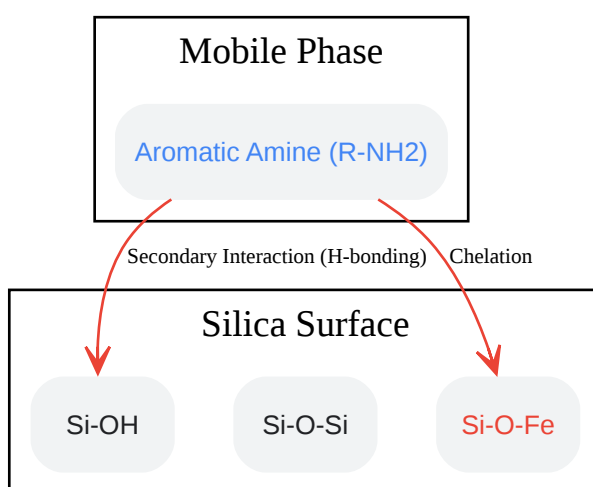 Mobile Phase
Aromatic Amine (R-NH2)
Secondary Interaction (H-bonding)
Chelation
Silica Surface
Si-OH
Si-O-Si
Si-O-Fe